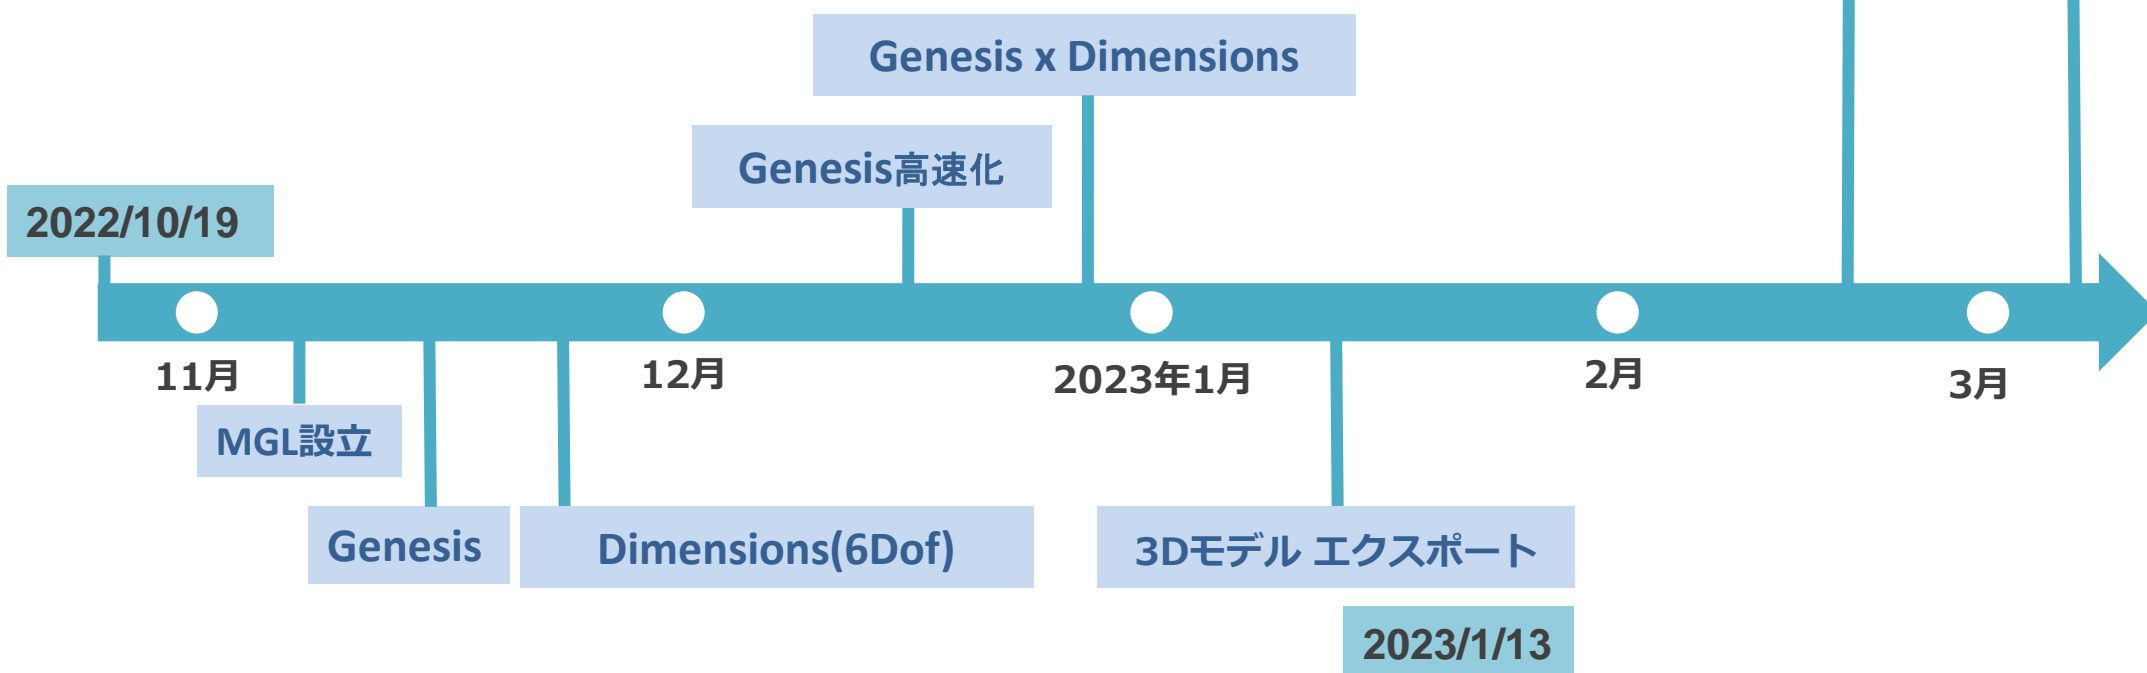 Genesis x Dimensions
Genesis高速化
2022/10/19
11月
12月
2023年1月
2月
3月
MGL設立
Genesis
Dimensions(6Dof)
3Dモデル エクスポート
2023/1/13